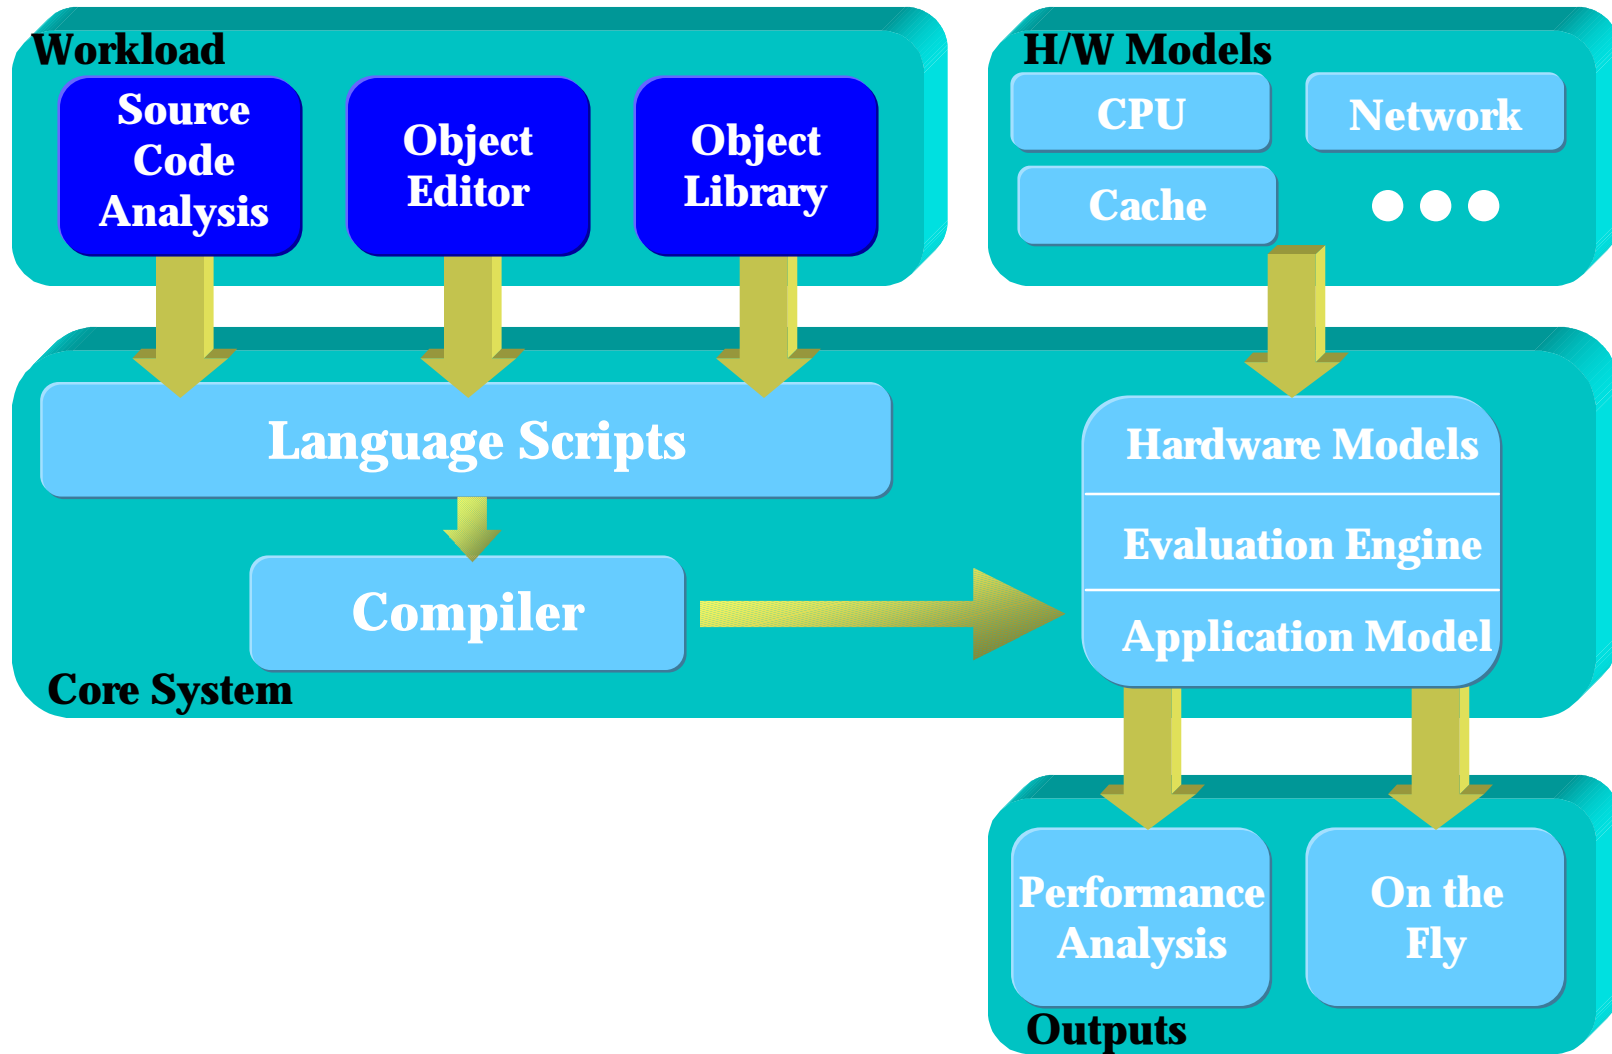 Workload
Source
Code
Analysis
Object
Editor
Object
Library
H/W Models
CPU
Network
Cache
Language Scripts
Compiler
Core System
Hardware Models
Evaluation Engine
Application Model
Performance
Analysis
On the
Fly
Outputs